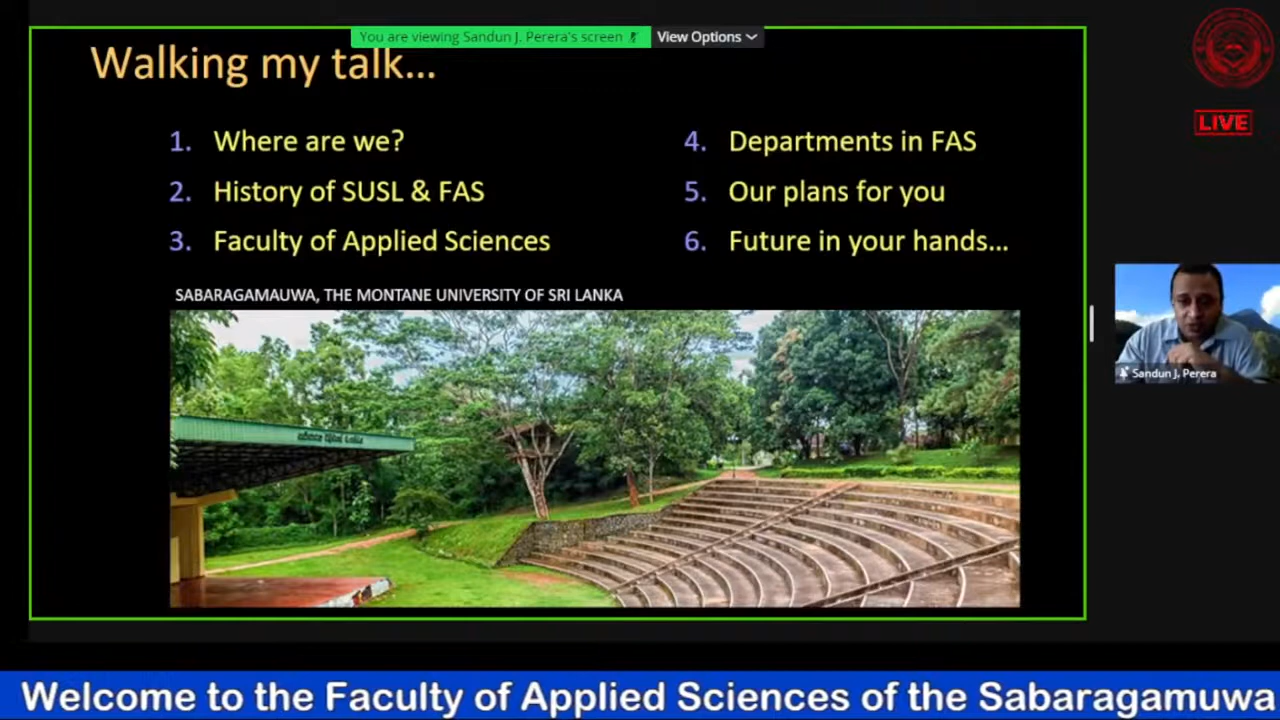 You are viewing Sandun J. Perera's screen
View Options
Walking my talk...
LIVE
1. Where are we?
2. History of SUSL & FAS
3. Faculty of Applied Sciences
4. Departments in FAS
5. Our plans for you
6. Future in your hands...
SABARAGAMAUWA, THE MONTANE UNIVERSITY OF SRI LANKA
Sandun J. Perera
Welcome to the Faculty of Applied Sciences of the Sabaragamuwa